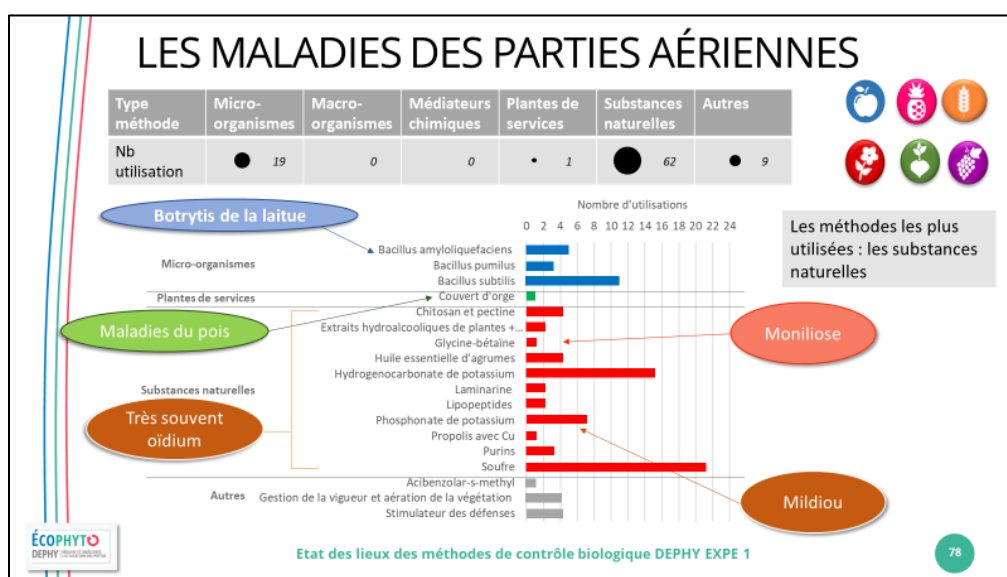 LES MALADIES DES PARTIES AÉRIENNES
Type méthode
Micro-organismes
Macro-organismes
Médiateurs chimiques
Plantes de services
Substances naturelles
Autres
Nb utilisation
19
0
0
1
62
9
Nombre d'utilisations
0 2 4 6 8 10 12 14 16 18 20 22 24
Botrytis de la laitue
Les méthodes les plus
utilisées : les substances
naturelles
Micro-organismes
Bacillus amyloliquefaciens
Bacillus pumilus
Bacillus subtilis
Plantes de services
Couvert d'orge
Maladies du pois
Moniliose
Substances naturelles
Chitosan et pectine
Extraits hydroalcooliques de plantes +...
Glycine-bétaïne
Huile essentielle d'agrumes
Hydrogenocarbonate de potassium
Laminarine
Lipopeptides
Phosphonate de potassium
Propolis avec Cu
Purins
Soufre
Très souvent
oïdium
Mildiou
Autres
Acibenzolar-s-methyl
Gestion de la vigueur et aération de la végétation
Stimulateur des défenses
ÉCOPHYTO
DEPHY
Etat des lieux des méthodes de contrôle biologique DEPHY EXPE 1
78